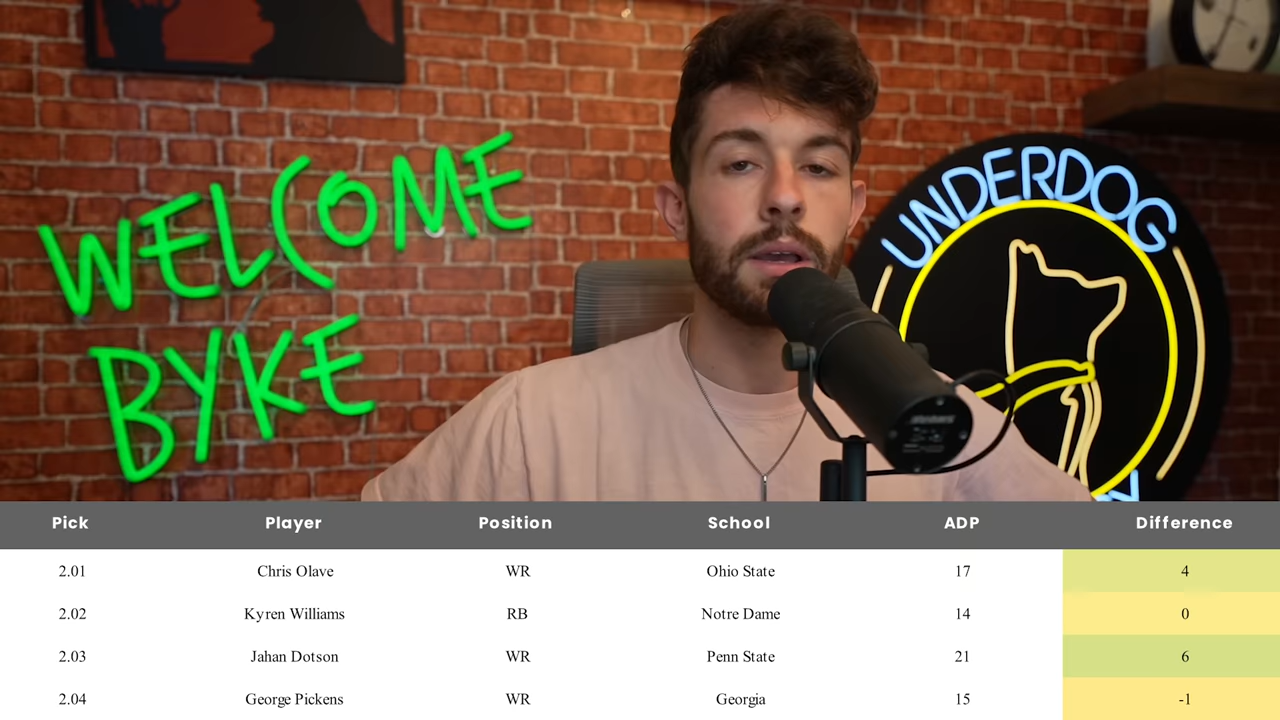 WELCOME
BYKE
UNDERDOG
Pick Player Position School ADP Difference
2.01 Chris Olave WR Ohio State 17 4
2.02 Kyren Williams RB Notre Dame 14 0
2.03 Jahan Dotson WR Penn State 21 6
2.04 George Pickens WR Georgia 15 -1